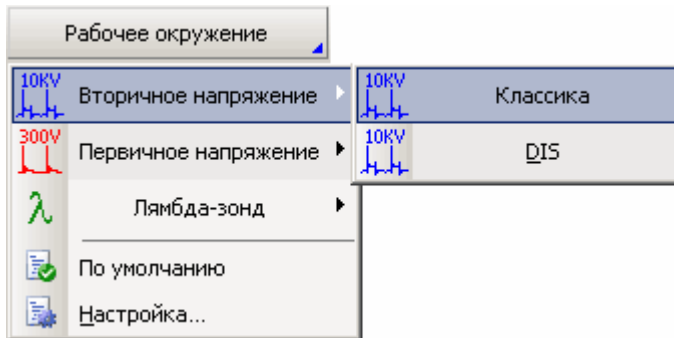 Рабочее окружение
10KV Вторичное напряжение
10KV Классика
300V Первичное напряжение
10KV DIS
λ Лямбда-зонд
По умолчанию
Настройка...